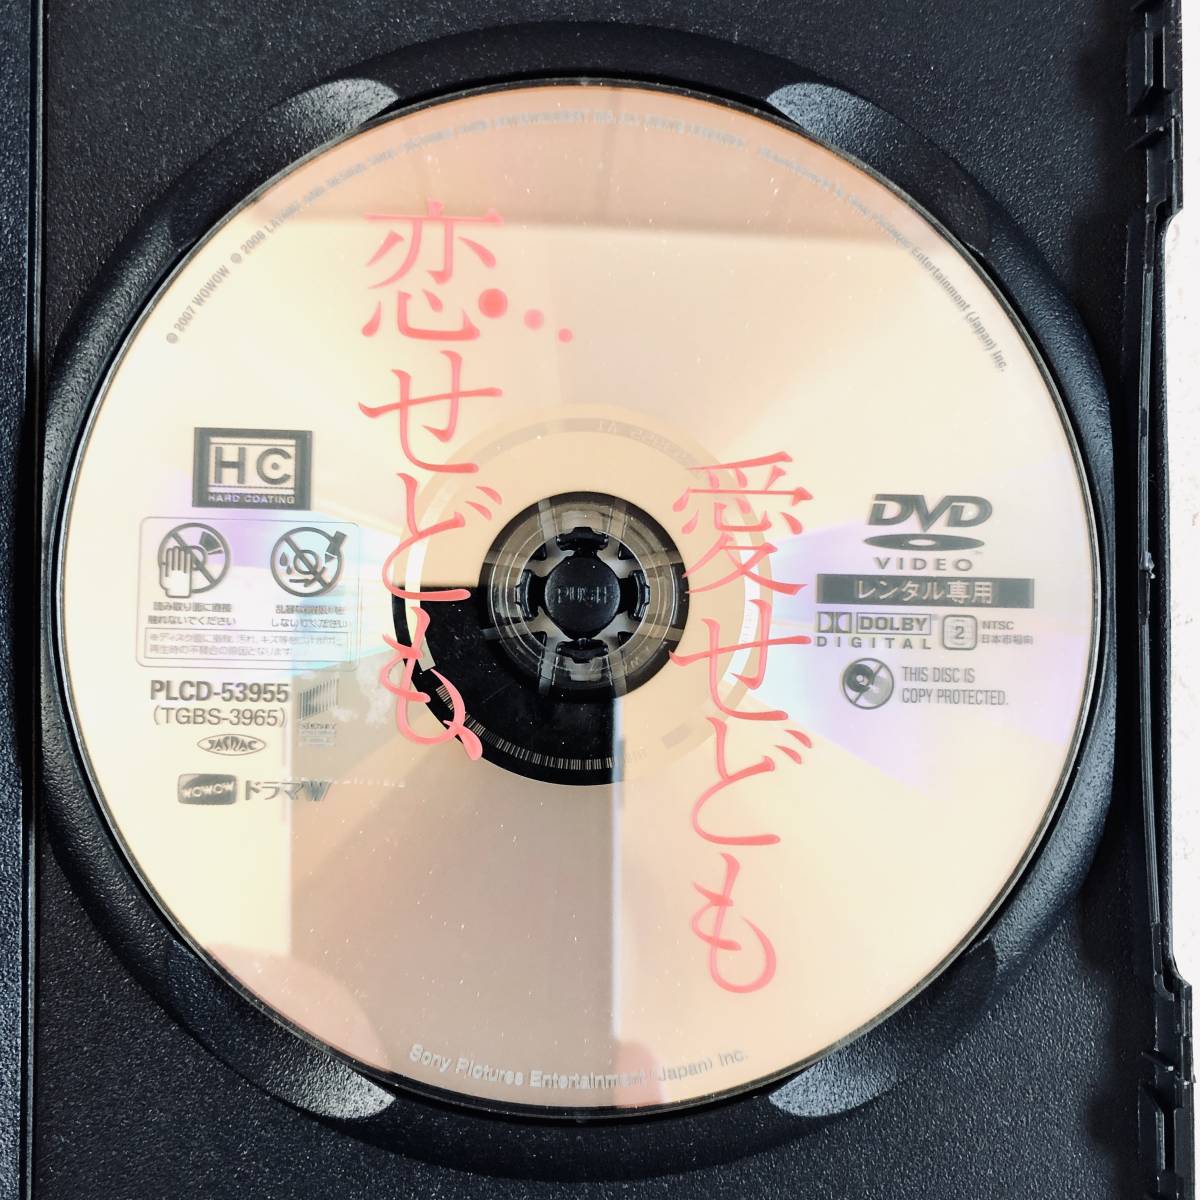 恋せども
愛せども
© 2007 WOWOW
HC
HARD COATING
読み取り面に直接
触れないでください
PLCD-53955
(TGBS-3965)
JASRAC
WOWOW ドラマW
PUSH
DVD
VIDEO
レンタル専用
DOLBY
DIGITAL
2
NTSC
日本市場向
THIS DISC IS
COPY PROTECTED.
Sony Pictures Entertainment (Japan) Inc.